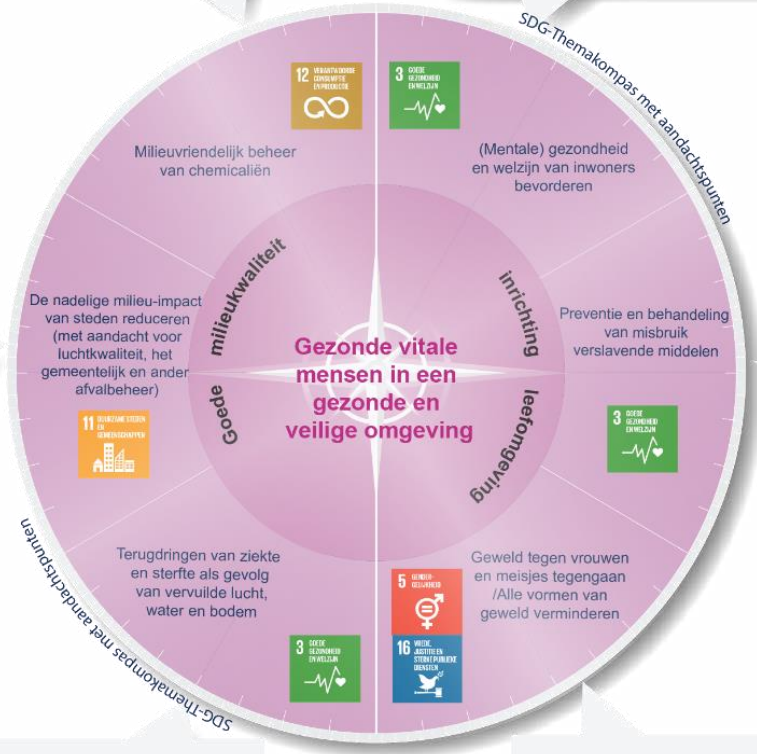 SDG-Themakompas met aandachtspunten
12 VERANTWOORDE
CONSUMPTIE
EN PRODUCTIE
3 GOEDE
GEZONDHEID
EN WELZIJN
Milieuvriendelijk beheer
van chemicaliën
(Mentale) gezondheid
en welzijn van inwoners
bevorderen
Goede milieukwaliteit
inrichting leefomgeving
De nadelige milieu-impact
van steden reduceren
(met aandacht voor
luchtkwaliteit, het
gemeentelijk en ander
afvalbeheer)
11 DUURZAME STEDEN
EN
GEMEENSCHAPPEN
Gezonde vitale
mensen in een
gezonde en
veilige omgeving
Preventie en behandeling
van misbruik
verslavende middelen
3 GOEDE
GEZONDHEID
EN WELZIJN
Terugdringen van ziekte
en sterfte als gevolg
van vervuilde lucht,
water en bodem
3 GOEDE
GEZONDHEID
EN WELZIJN
Geweld tegen vrouwen
en meisjes tegengaan
/Alle vormen van
geweld verminderen
5 GENDER-
GELIJKHEID
16 VREDE,
JUSTITIE EN
STERKE PUBLIEKE
DIENSTEN
SDG-Themakompas met aandachtspunten